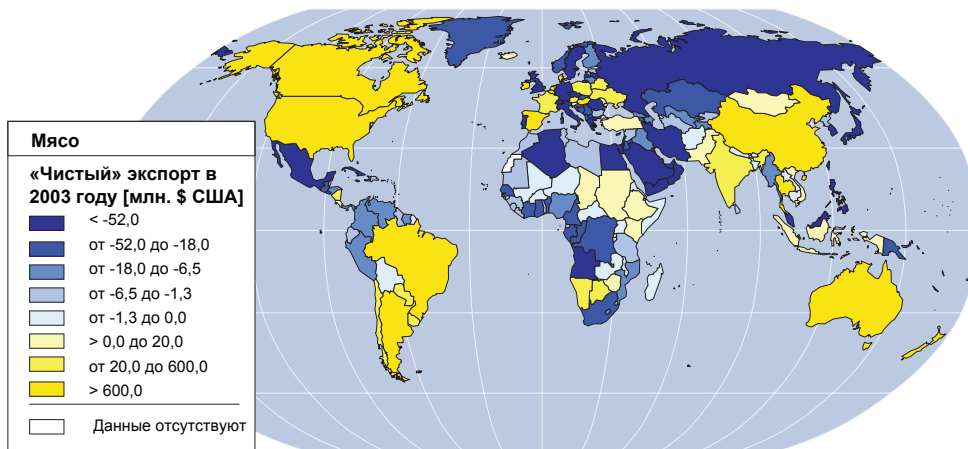 Мясо
«Чистый» экспорт в
2003 году [млн. $ США]
< -52,0
от -52,0 до -18,0
от -18,0 до -6,5
от -6,5 до -1,3
от -1,3 до 0,0
> 0,0 до 20,0
от 20,0 до 600,0
> 600,0
Данные отсутствуют